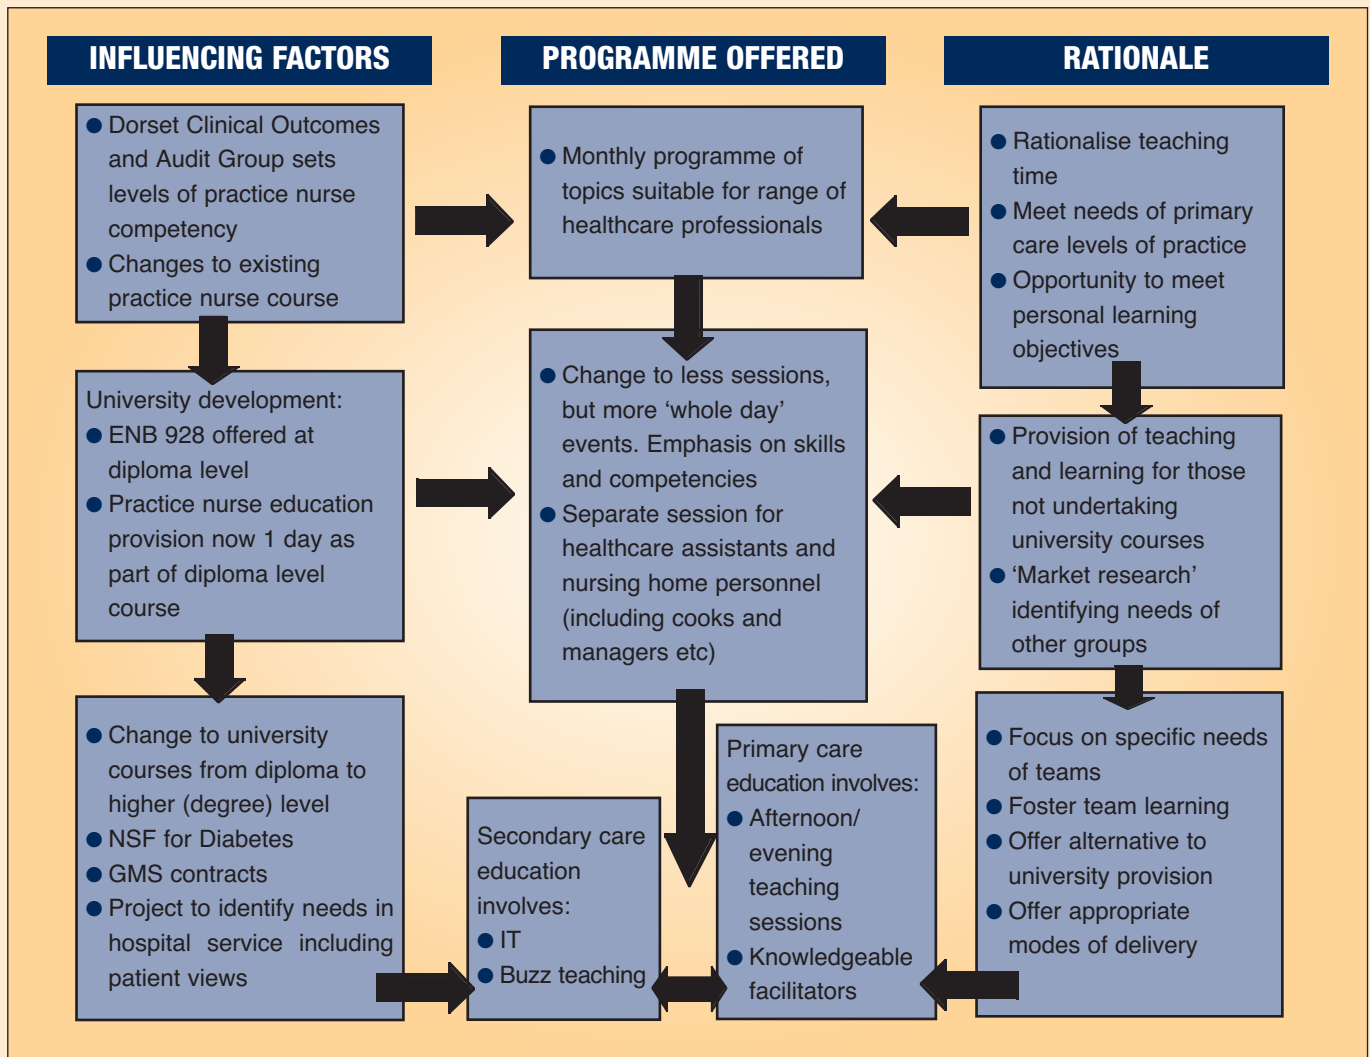 INFLUENCING FACTORS
● Dorset Clinical Outcomes
and Audit Group sets
levels of practice nurse
competency
● Changes to existing
practice nurse course
University development:
● ENB 928 offered at
diploma level
● Practice nurse education
provision now 1 day as
part of diploma level
course
● Change to university
courses from diploma to
higher (degree) level
● NSF for Diabetes
● GMS contracts
● Project to identify needs in
hospital service including
patient views
PROGRAMME OFFERED
● Monthly programme of
topics suitable for range of
healthcare professionals
● Change to less sessions,
but more ‘whole day’
events. Emphasis on skills
and competencies
● Separate session for
healthcare assistants and
nursing home personnel
(including cooks and
managers etc)
Secondary care
education
involves:
● IT
● Buzz teaching
Primary care
education involves:
● Afternoon/
evening
teaching
sessions
● Knowledgeable
facilitators
RATIONALE
● Rationalise teaching
time
● Meet needs of primary
care levels of practice
● Opportunity to meet
personal learning
objectives
● Provision of teaching
and learning for those
not undertaking
university courses
● ‘Market research’
identifying needs of
other groups
● Focus on specific needs
of teams
● Foster team learning
● Offer alternative to
university provision
● Offer appropriate
modes of delivery